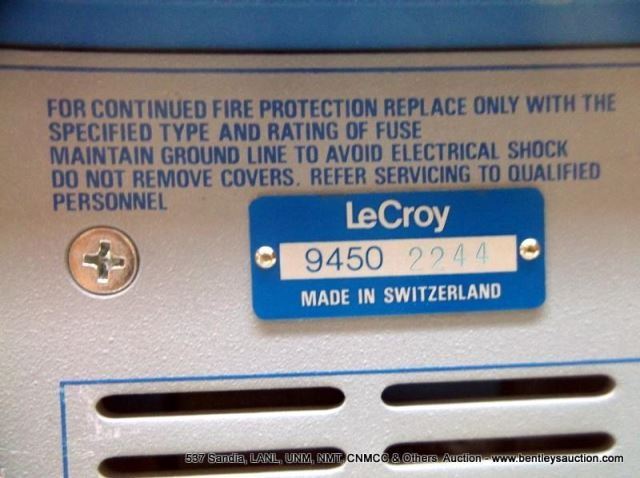 FOR CONTINUED FIRE PROTECTION REPLACE ONLY WITH THE
SPECIFIED TYPE AND RATING OF FUSE
MAINTAIN GROUND LINE TO AVOID ELECTRICAL SHOCK
DO NOT REMOVE COVERS. REFER SERVICING TO QUALIFIED
PERSONNEL
LeCroy
9450 2244
MADE IN SWITZERLAND
537 Sandia, LANL, UNM, NMT, CNMCC & Others Auction - www.bentleysauction.com